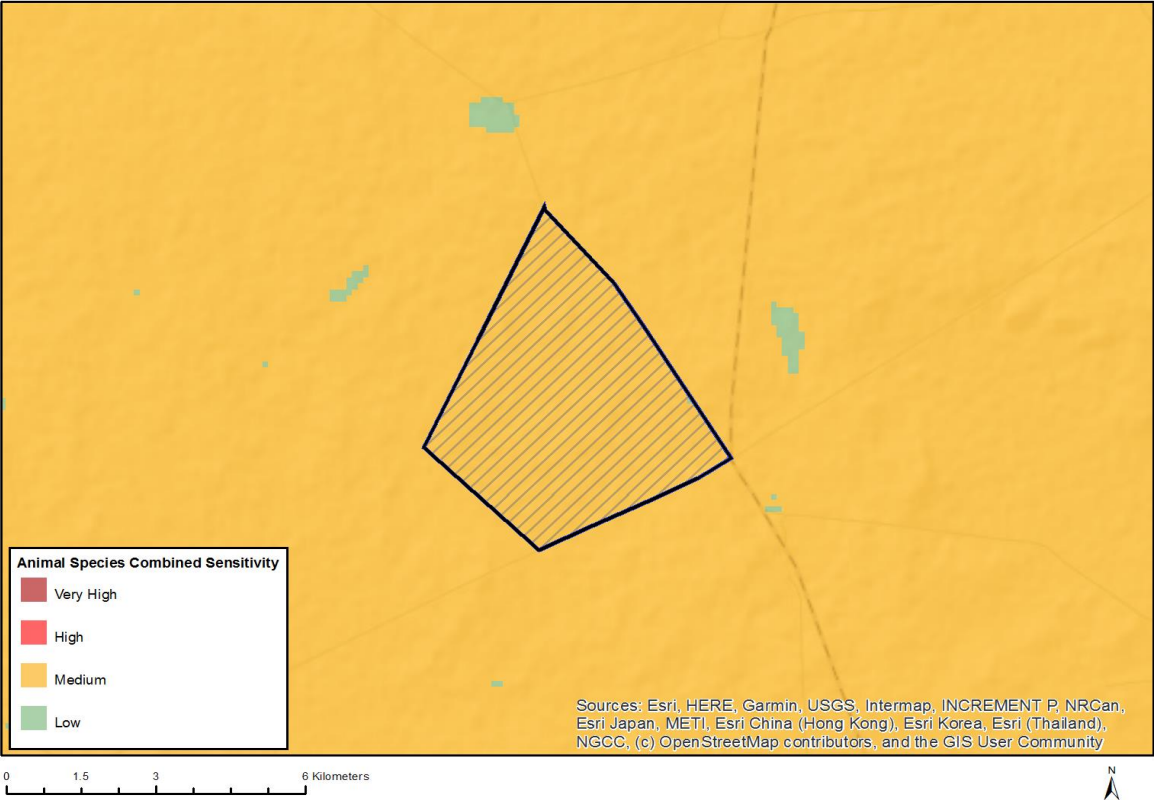 Animal Species Combined Sensitivity
Very High
High
Medium
Low
Sources: Esri, HERE, Garmin, USGS, Intermap, INCREMENT P, NRCan,
Esri Japan, METI, Esri China (Hong Kong), Esri Korea, Esri (Thailand),
NGCC, (c) OpenStreetMap contributors, and the GIS User Community
0 1.5 3 6 Kilometers
N